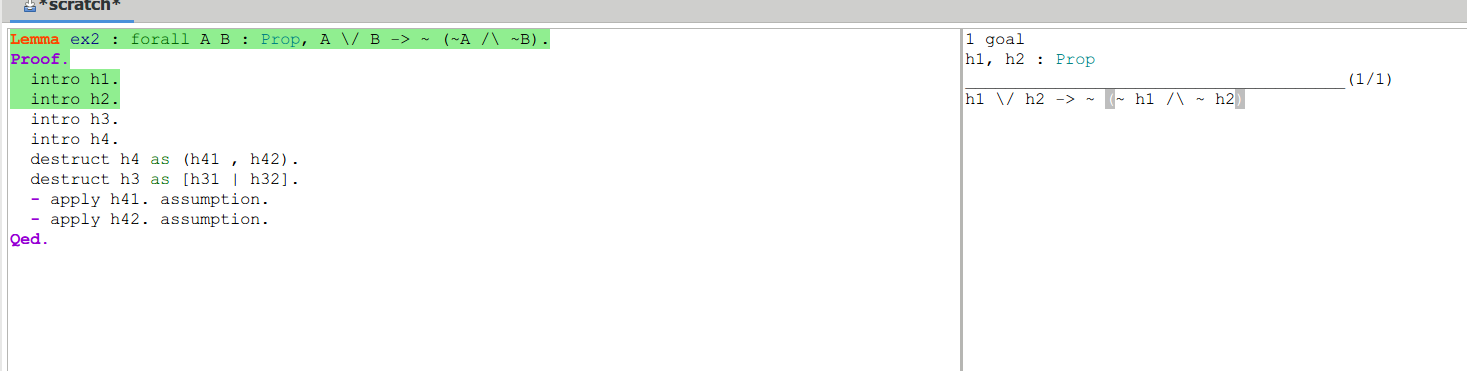 *scratch*
Lemma ex2 : forall A B : Prop, A \/ B -> ~ (~A /\ ~B).
Proof.
  intro h1.
  intro h2.
  intro h3.
  intro h4.
  destruct h4 as (h41 , h42).
  destruct h3 as [h31 | h32].
  - apply h41. assumption.
  - apply h42. assumption.
Qed.
1 goal
h1, h2 : Prop
______________________________________(1/1)
h1 \/ h2 -> ~ (~ h1 /\ ~ h2)